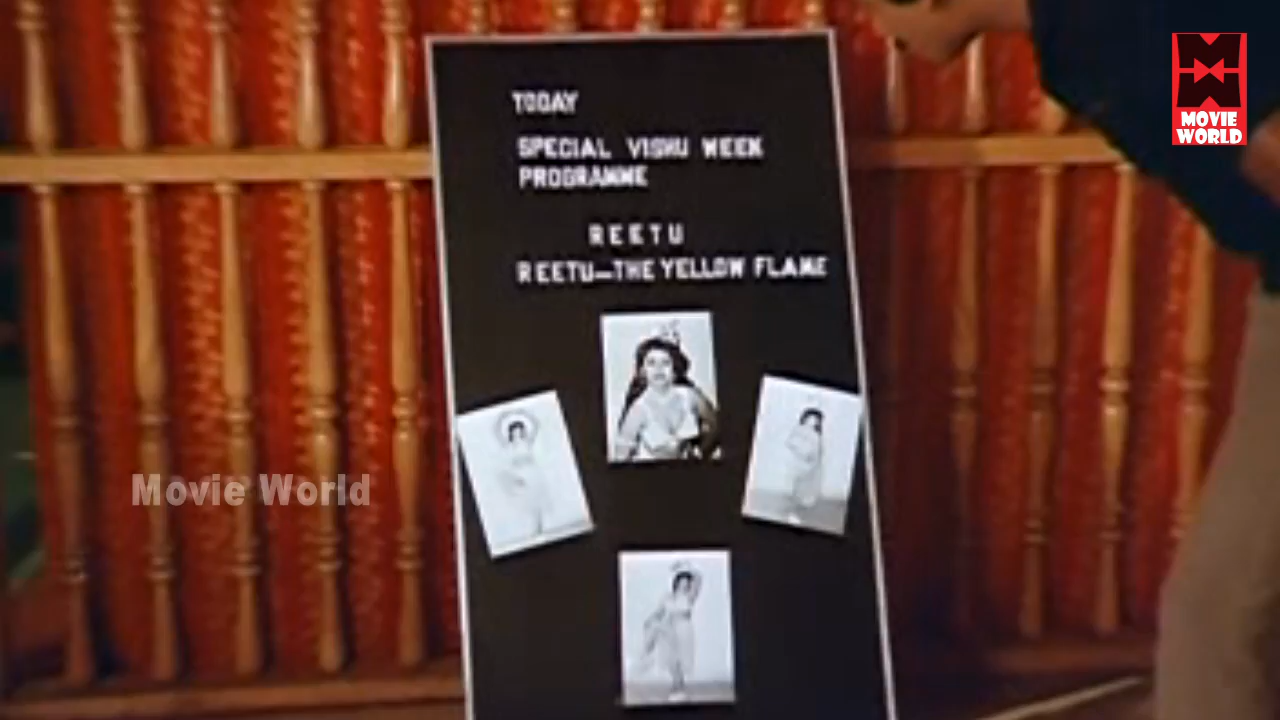 TODAY
SPECIAL VISHU WEEK
PROGRAMME
REETU
REETU—THE YELLOW FLAME
MOVIE
WORLD
Movie World